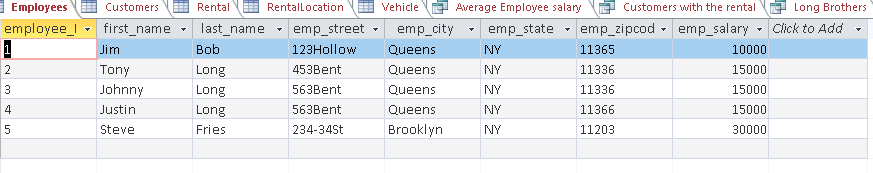 Employees Customers Rental RentalLocation Vehicle Average Employee salary Customers with the rental Long Brothers
employee_I first_name last_name emp_street emp_city emp_state emp_zipcod emp_salary Click to Add
1 Jim Bob 123Hollow Queens NY 11365 10000
2 Tony Long 453Bent Queens NY 11336 15000
3 Johnny Long 563Bent Queens NY 11336 15000
4 Justin Long 563Bent Queens NY 11366 15000
5 Steve Fries 234-34St Brooklyn NY 11203 30000